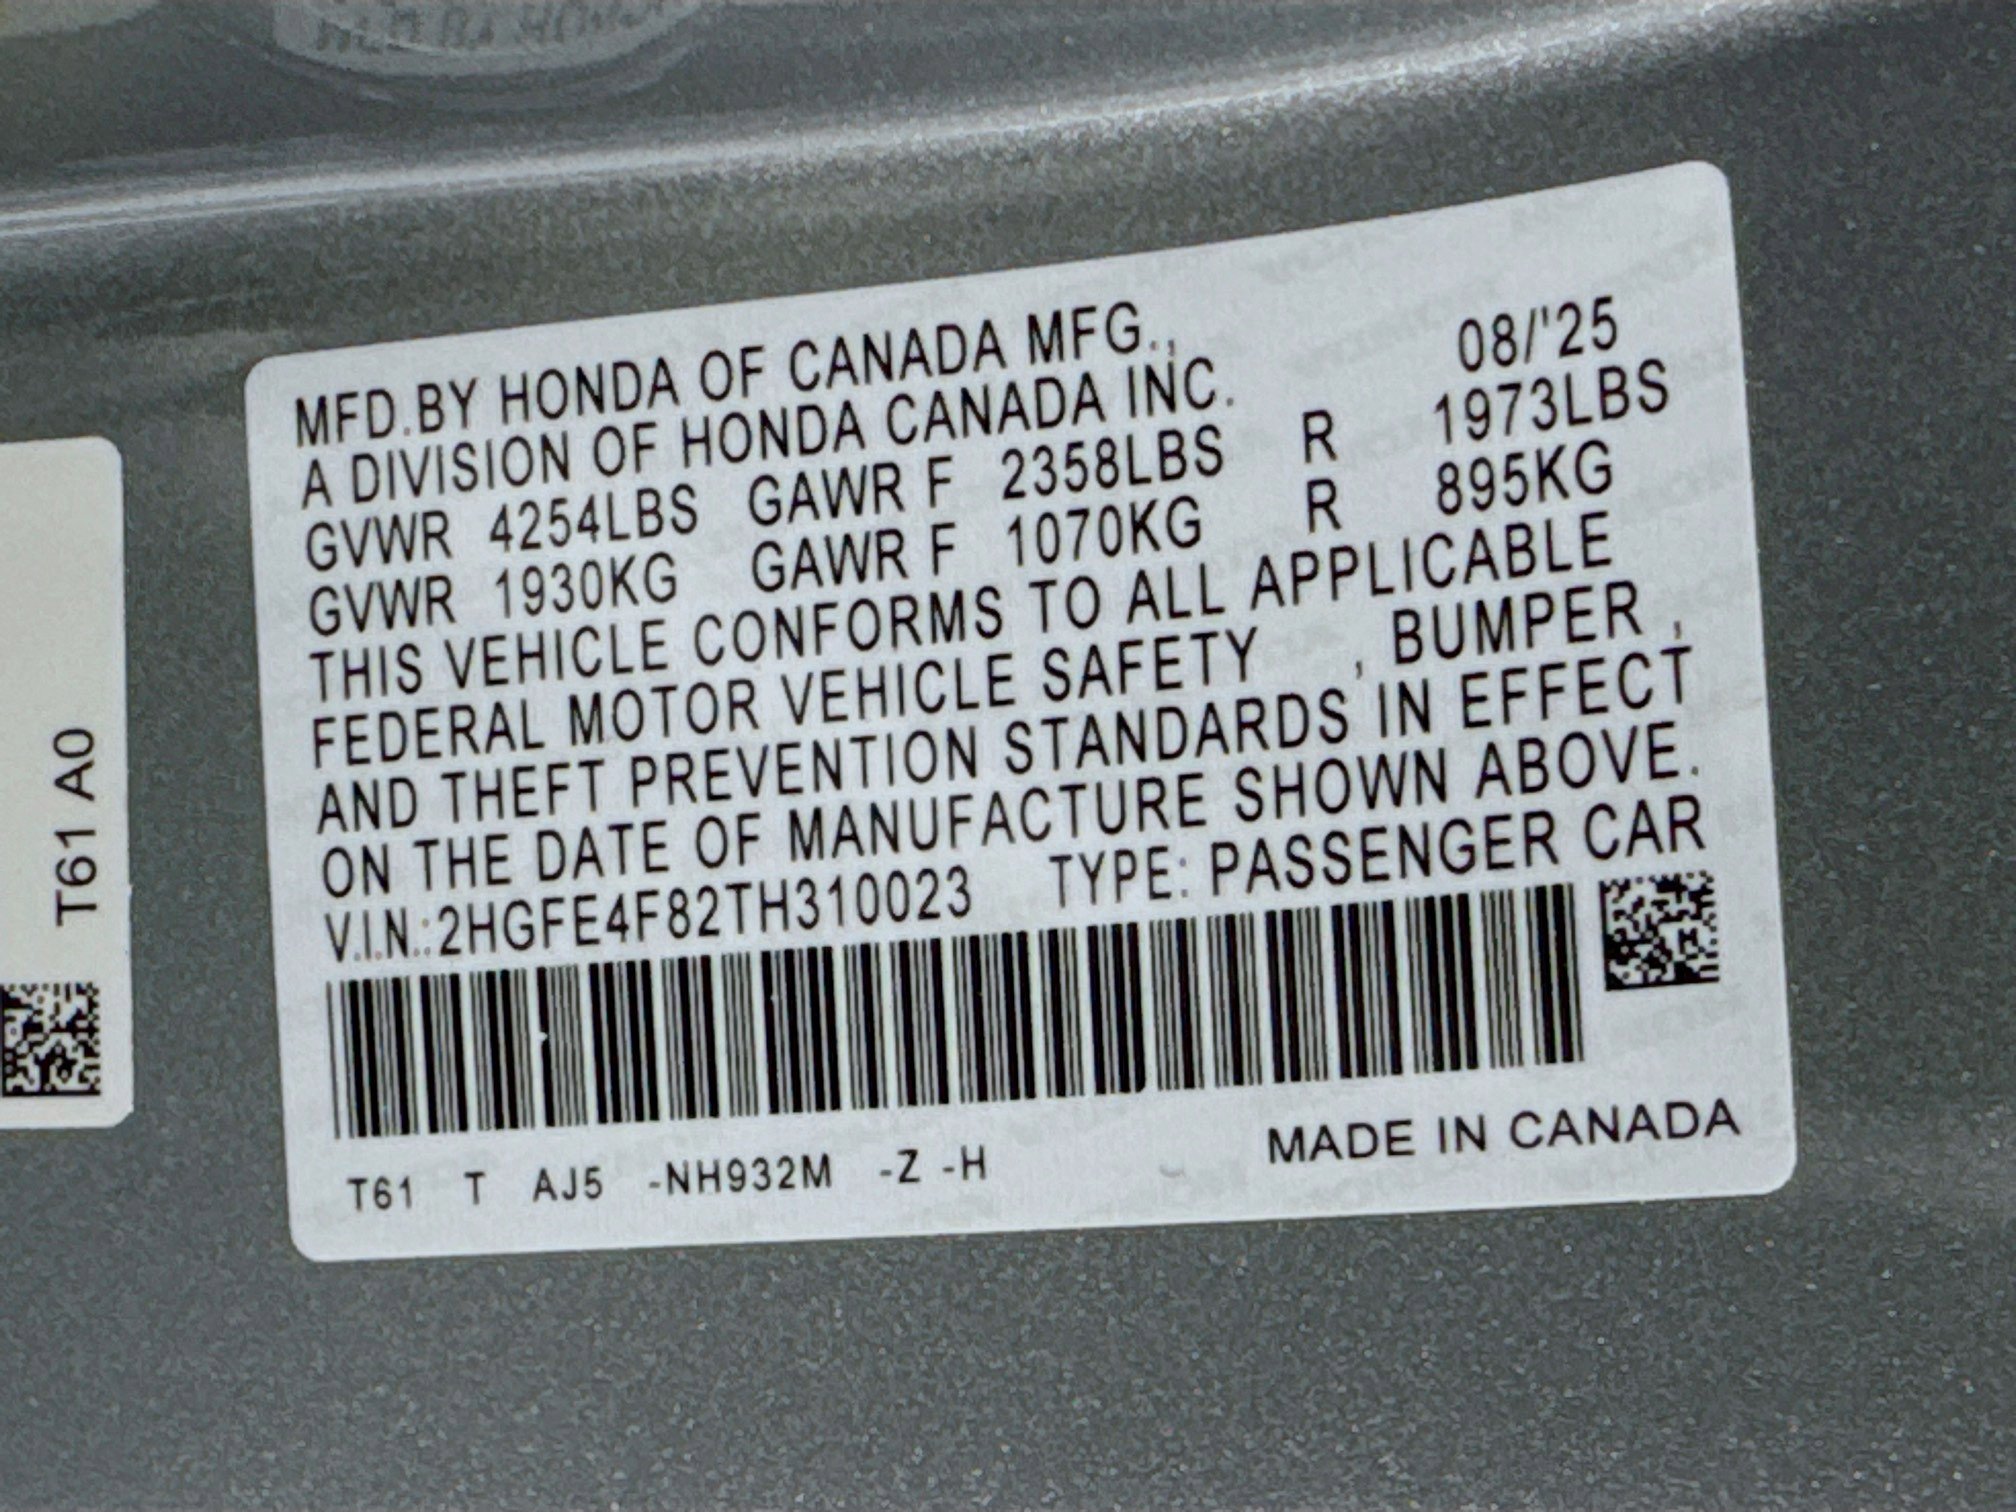 MFD.BY HONDA OF CANADA MFG., 08/'25
A DIVISION OF HONDA CANADA INC.
GVWR 4254LBS GAWR F 2358LBS R 1973LBS
GVWR 1930KG GAWR F 1070KG R 895KG
THIS VEHICLE CONFORMS TO ALL APPLICABLE
FEDERAL MOTOR VEHICLE SAFETY , BUMPER ,
AND THEFT PREVENTION STANDARDS IN EFFECT
ON THE DATE OF MANUFACTURE SHOWN ABOVE.
V.I.N.:2HGFE4F82TH310023 TYPE: PASSENGER CAR
T61 T AJ5 -NH932M -Z -H MADE IN CANADA
T61 A0